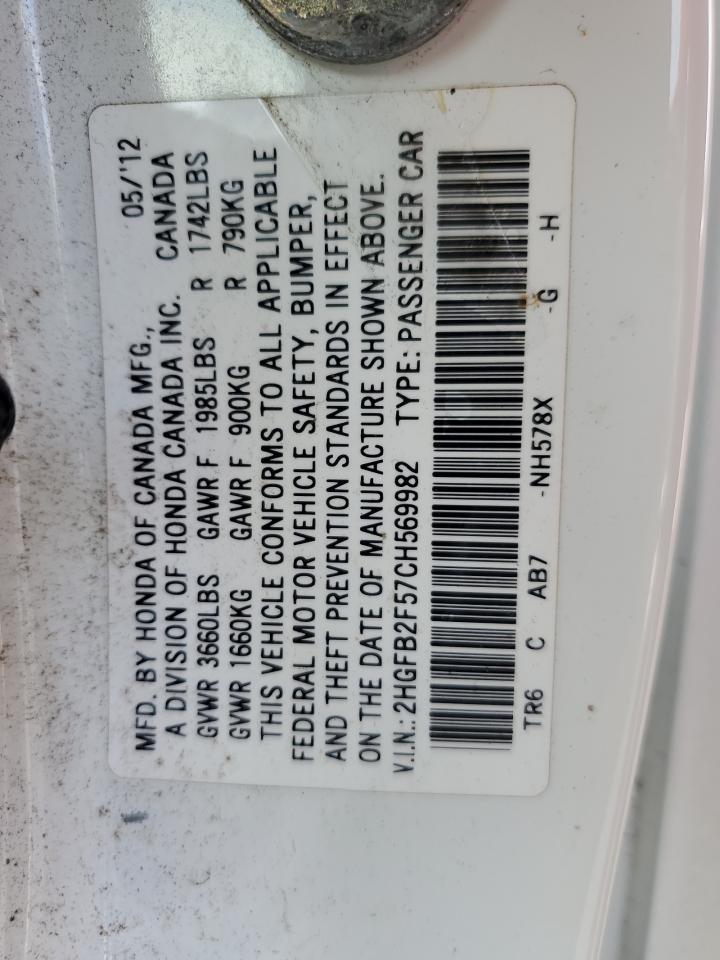 MFD. BY HONDA OF CANADA MFG., 05/'12
A DIVISION OF HONDA CANADA INC. CANADA
GVWR 3660LBS GAWR F 1985LBS R 1742LBS
GVWR 1660KG GAWR F 900KG R 790KG
THIS VEHICLE CONFORMS TO ALL APPLICABLE
FEDERAL MOTOR VEHICLE SAFETY, BUMPER,
AND THEFT PREVENTION STANDARDS IN EFFECT
ON THE DATE OF MANUFACTURE SHOWN ABOVE.
V.I.N.: 2HGFB2F57CH569982 TYPE: PASSENGER CAR
TR6 C AB7 -NH578X -G -H